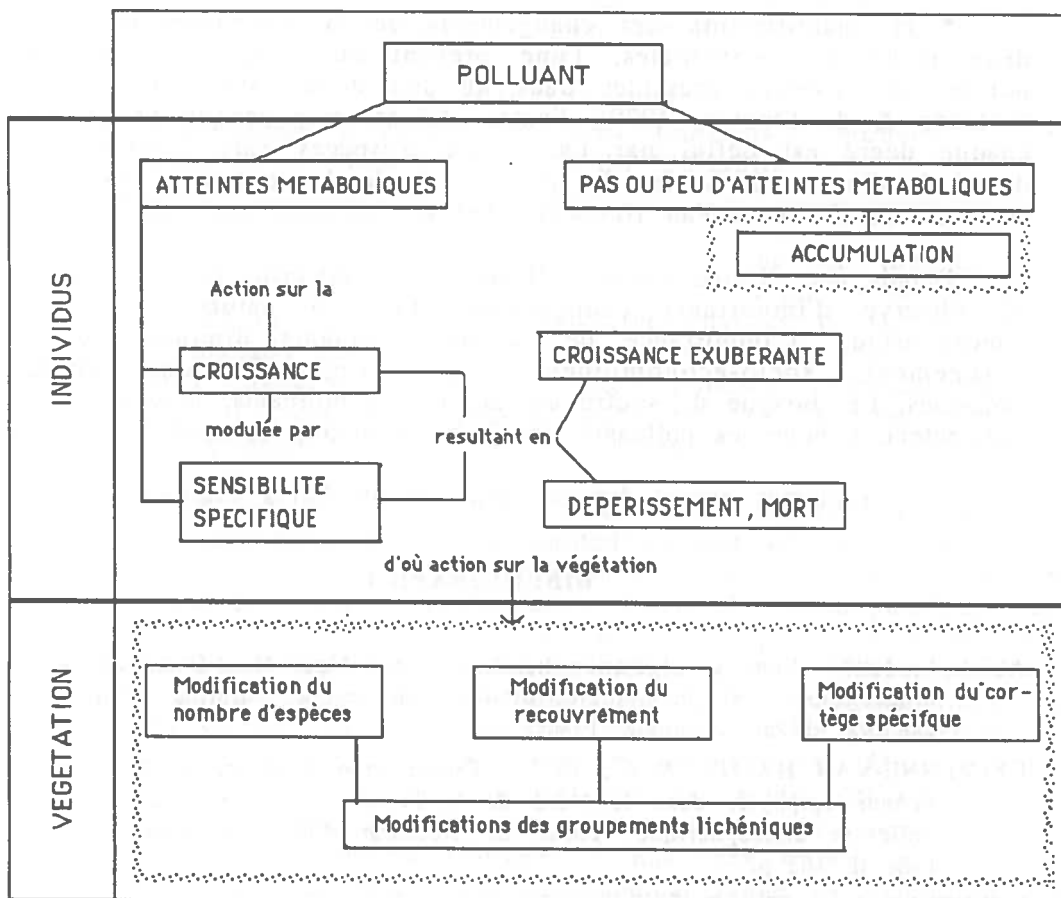 POLLUANT
INDIVIDUS
ATTEINTES METABOLIQUES
PAS OU PEU D'ATTEINTES METABOLIQUES
ACCUMULATION
Action sur la
CROISSANCE
modulée par
SENSIBILITE
SPECIFIQUE
resultant en
CROISSANCE EXUBERANTE
DEPERISSEMENT, MORT
d'où action sur la végétation
VEGETATION
Modification du
nombre d'espèces
Modification du
recouvrement
Modification du cor-
tège spécifque
Modifications des groupements lichéniques